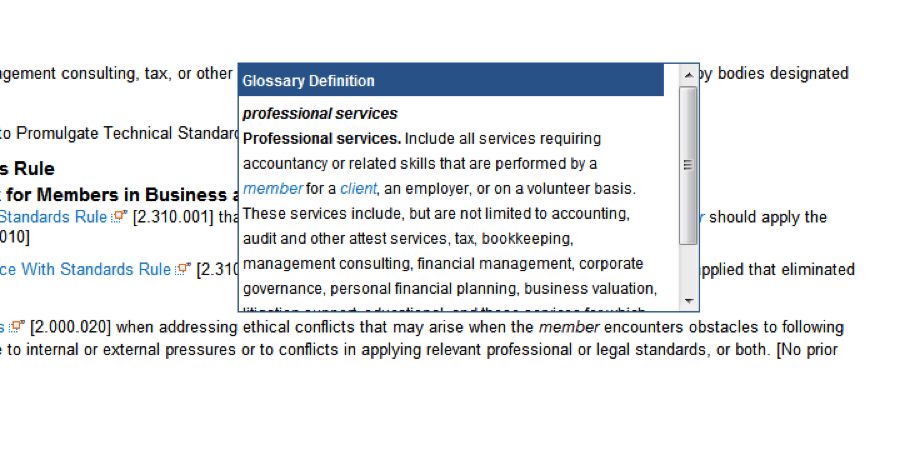 gement consulting, tax, or other
by bodies designated
Glossary Definition
professional services
to Promulgate Technical Standard
Professional services. Include all services requiring
accountancy or related skills that are performed by a
s Rule
member for a client, an employer, or on a volunteer basis.
for Members in Business
Standards Rule [2.310.001] tha
These services include, but are not limited to accounting,
should apply the
010]
audit and other attest services, tax, bookkeeping,
ce With Standards Rule [2.310
management consulting, financial management, corporate
applied that eliminated
governance, personal financial planning, business valuation,
[2.000.020] when addressing ethical conflicts that may arise when the member encounters obstacles to following
to internal or external pressures or to conflicts in applying relevant professional or legal standards, or both. [No prior